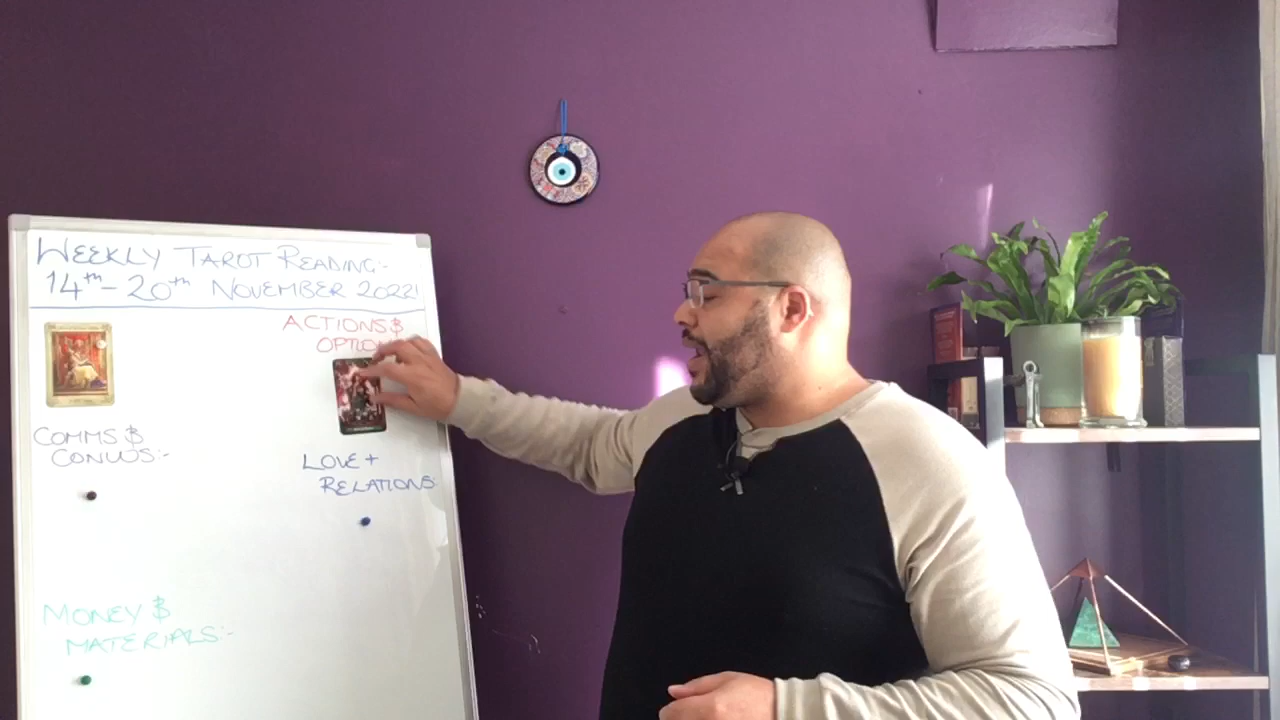 WEEKLY TAROT READING:-
14th - 20th NOVEMBER 2022!
ACTIONS &
COMMS &
CONVOS:-
LOVE +
RELATIONS:
MONEY &
MATERIALS:-